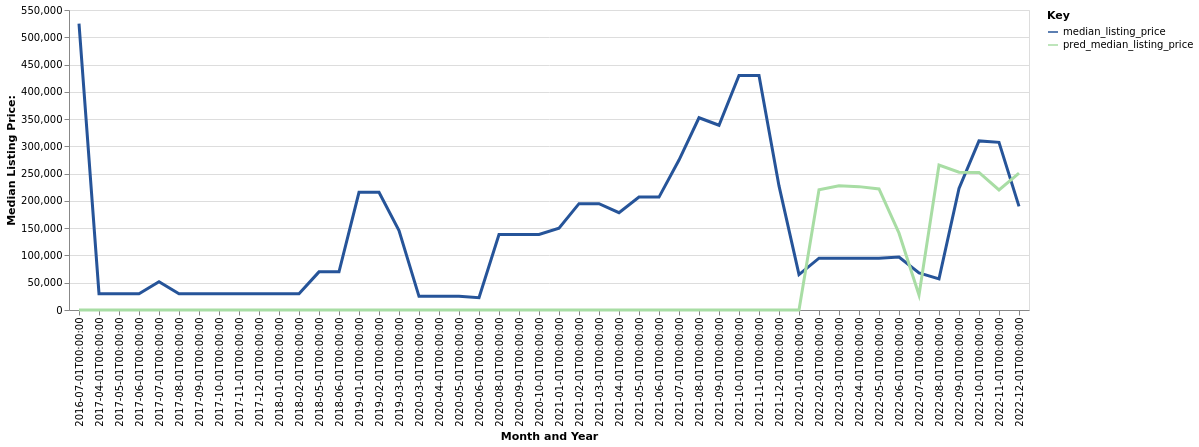 550,000
500,000
450,000
400,000
350,000
300,000
250,000
200,000
150,000
100,000
50,000
0
Median Listing Price:
2016-07-01T00:00:00
2017-04-01T00:00:00
2017-05-01T00:00:00
2017-06-01T00:00:00
2017-07-01T00:00:00
2017-08-01T00:00:00
2017-09-01T00:00:00
2017-10-01T00:00:00
2017-11-01T00:00:00
2017-12-01T00:00:00
2018-01-01T00:00:00
2018-02-01T00:00:00
2018-05-01T00:00:00
2018-06-01T00:00:00
2019-01-01T00:00:00
2019-02-01T00:00:00
2019-03-01T00:00:00
2020-03-01T00:00:00
2020-04-01T00:00:00
2020-05-01T00:00:00
2020-06-01T00:00:00
2020-08-01T00:00:00
2020-09-01T00:00:00
2020-10-01T00:00:00
2021-01-01T00:00:00
2021-02-01T00:00:00
2021-03-01T00:00:00
2021-04-01T00:00:00
2021-05-01T00:00:00
2021-06-01T00:00:00
2021-07-01T00:00:00
2021-08-01T00:00:00
2021-09-01T00:00:00
2021-10-01T00:00:00
2021-11-01T00:00:00
2021-12-01T00:00:00
2022-01-01T00:00:00
2022-02-01T00:00:00
2022-03-01T00:00:00
2022-04-01T00:00:00
2022-05-01T00:00:00
2022-06-01T00:00:00
2022-07-01T00:00:00
2022-08-01T00:00:00
2022-09-01T00:00:00
2022-10-01T00:00:00
2022-11-01T00:00:00
2022-12-01T00:00:00
Month and Year
Key
median_listing_price
pred_median_listing_price